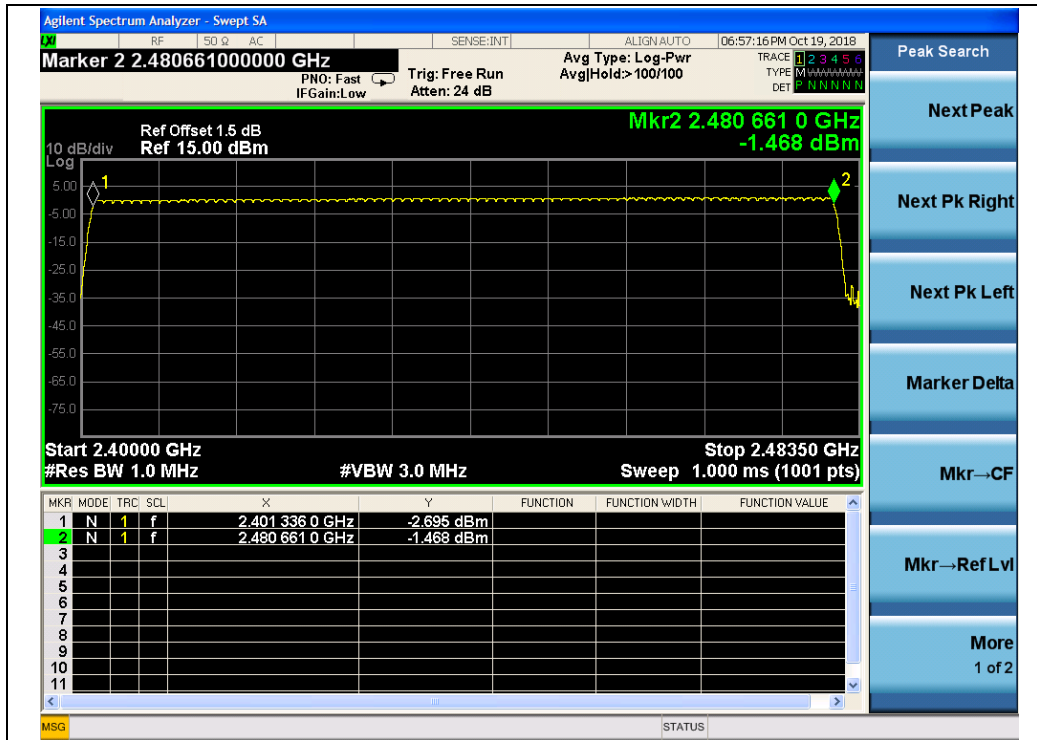 Agilent Spectrum Analyzer - Swept SA
LXI RF 50 Ω AC SENSE:INT ALIGN AUTO 06:57:16 PM Oct 19, 2018
Marker 2 2.480661000000 GHz
PNO: Fast
IFGain:Low
Trig: Free Run
Atten: 24 dB
Avg Type: Log-Pwr
Avg|Hold:>100/100
TRACE 1 2 3 4 5 6
TYPE M
DET P N N N N N
Peak Search
Next Peak
Next Pk Right
Next Pk Left
Marker Delta
Mkr→CF
Mkr→Ref Lvl
More
1 of 2
Mkr2 2.480 661 0 GHz
-1.468 dBm
Ref Offset 1.5 dB
10 dB/div Ref 15.00 dBm
Log
5.00
-5.00
-15.0
-25.0
-35.0
-45.0
-55.0
-65.0
-75.0
1
2
Start 2.40000 GHz Stop 2.48350 GHz
#Res BW 1.0 MHz #VBW 3.0 MHz Sweep 1.000 ms (1001 pts)
MKR MODE TRC SCL X Y FUNCTION FUNCTION WIDTH FUNCTION VALUE
1 N 1 f 2.401 336 0 GHz -2.695 dBm
2 N 1 f 2.480 661 0 GHz -1.468 dBm
3
4
5
6
7
8
9
10
11
MSG STATUS